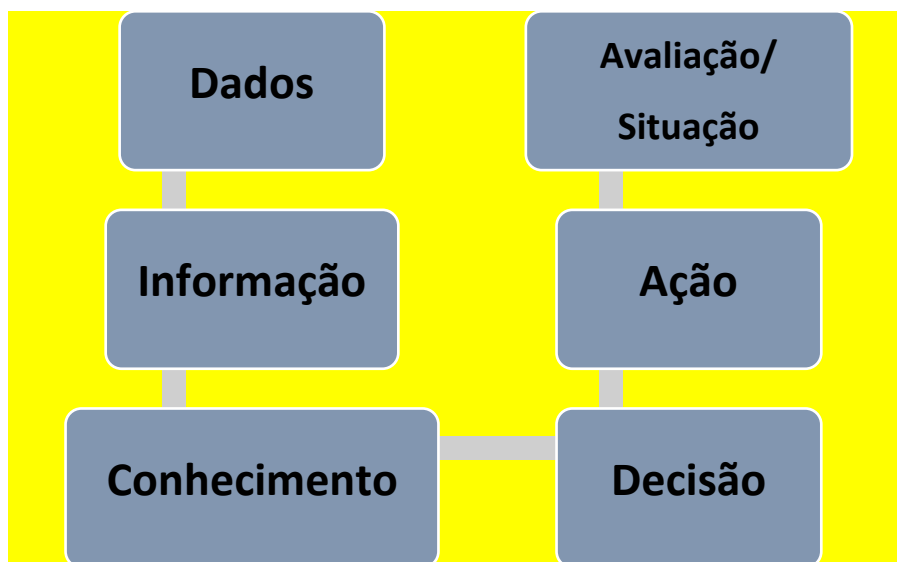 Dados
Informação
Conhecimento
Decisão
Ação
Avaliação/
Situação